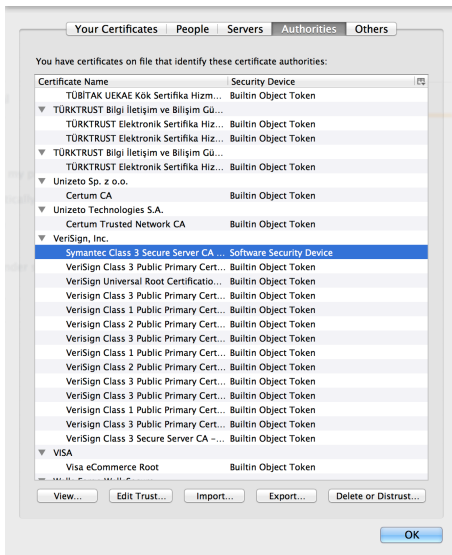 Your Certificates People Servers Authorities Others
You have certificates on file that identify these certificate authorities:
Certificate Name Security Device
TÜBİTAK UEKAE Kök Sertifika Hizm... Builtin Object Token
TÜRKTRUST Bilgi İletişim ve Bilişim Gü...
TÜRKTRUST Elektronik Sertifika Hiz... Builtin Object Token
TÜRKTRUST Elektronik Sertifika Hiz... Builtin Object Token
TÜRKTRUST Bilgi İletişim ve Bilişim Gü...
TÜRKTRUST Elektronik Sertifika Hiz... Builtin Object Token
Unizeto Sp. z o.o.
Certum CA Builtin Object Token
Unizeto Technologies S.A.
Certum Trusted Network CA Builtin Object Token
VeriSign, Inc.
Symantec Class 3 Secure Server CA ... Software Security Device
VeriSign Class 3 Public Primary Cert... Builtin Object Token
VeriSign Universal Root Certificatio... Builtin Object Token
Verisign Class 3 Public Primary Cert... Builtin Object Token
Verisign Class 1 Public Primary Cert... Builtin Object Token
Verisign Class 2 Public Primary Cert... Builtin Object Token
VeriSign Class 3 Public Primary Cert... Builtin Object Token
VeriSign Class 1 Public Primary Cert... Builtin Object Token
VeriSign Class 2 Public Primary Cert... Builtin Object Token
VeriSign Class 3 Public Primary Cert... Builtin Object Token
Verisign Class 3 Public Primary Cert... Builtin Object Token
Verisign Class 1 Public Primary Cert... Builtin Object Token
Verisign Class 3 Public Primary Cert... Builtin Object Token
VeriSign Class 3 Secure Server CA –... Builtin Object Token
VISA
Visa eCommerce Root Builtin Object Token
View... Edit Trust... Import... Export... Delete or Distrust...
OK